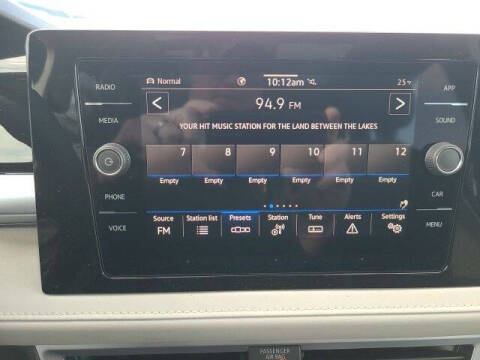 RADIO
MEDIA
PHONE
VOICE
Normal
10:12am
25
94.9 FM
YOUR HIT MUSIC STATION FOR THE LAND BETWEEN THE LAKES
7 8 9 10 11 12
Empty Empty Empty Empty Empty Empty
Source Station list Presets Station Tune Alerts Settings
FM
APP
SOUND
CAR
MENU
PASSENGER
AIR BAG